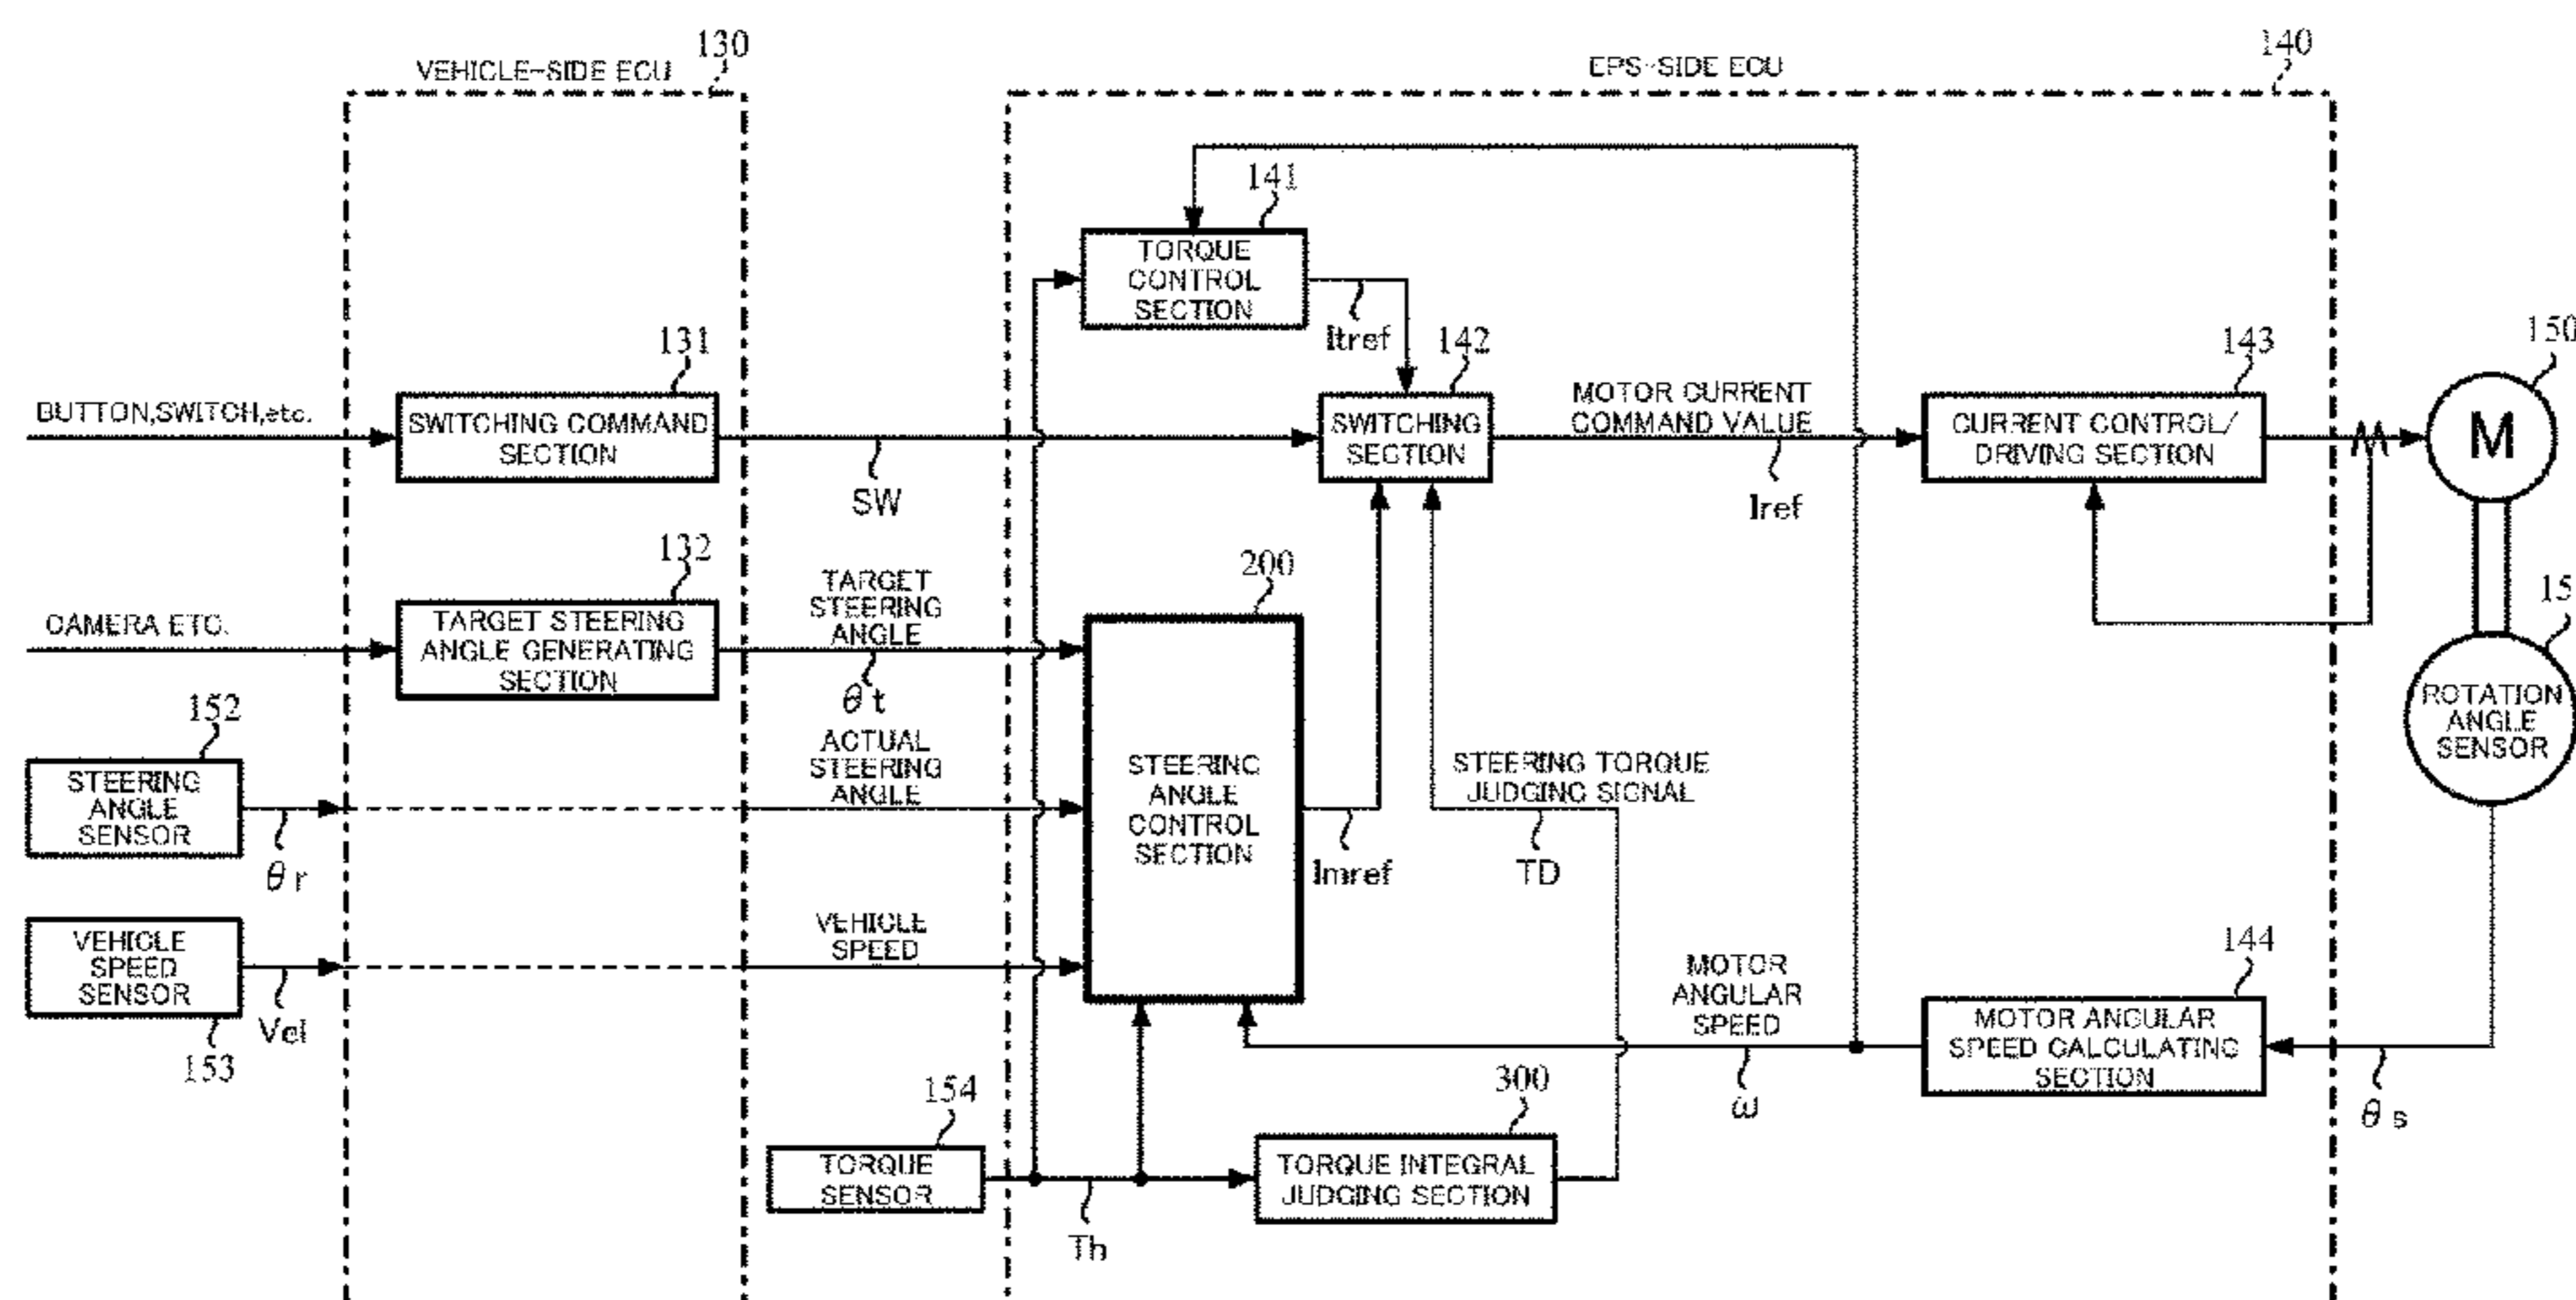 130
VEHICLE-SIDE ECU
140
EPS-SIDE ECU
141
TORQUE
CONTROL
SECTION
Itref
131
142
143
150
BUTTON,SWITCH,etc.
SWITCHING COMMAND
SECTION
SW
SWITCHING
SECTION
MOTOR CURRENT
COMMAND VALUE
Iref
CURRENT CONTROL/
DRIVING SECTION
M
132
200
15
CAMERA ETC.
TARGET STEERING
ANGLE GENERATING
SECTION
TARGET
STEERING
ANGLE
θt
ROTATION
ANGLE
SENSOR
152
STEERING
ANGLE
SENSOR
θr
ACTUAL
STEERING
ANGLE
STEERING
ANGLE
CONTROL
SECTION
Imref
STEERING TORQUE
JUDGING SIGNAL
TD
VEHICLE
SPEED
SENSOR
Vel
153
VEHICLE
SPEED
MOTOR
ANGULAR
SPEED
ω
144
MOTOR ANGULAR
SPEED CALCULATING
SECTION
θs
154
TORQUE
SENSOR
Th
300
TORQUE INTEGRAL
JUDGING SECTION